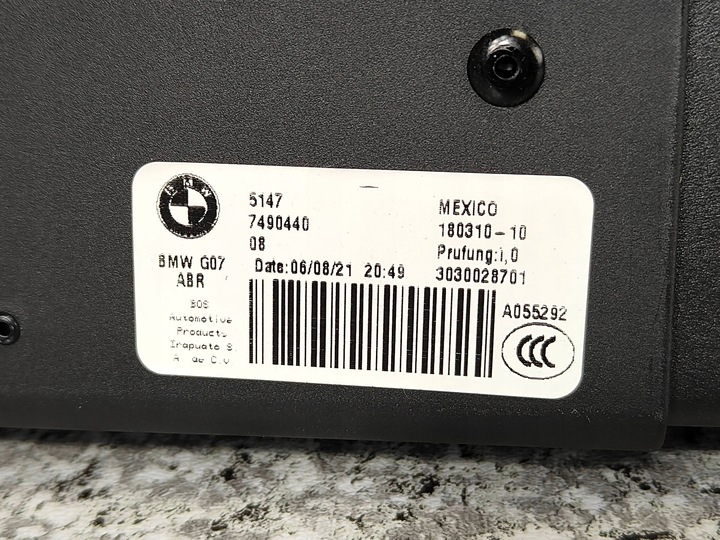 BMW
BMW G07
ABR
BOS
Automotive
Products
Irapuato S
A. de C.V
5147
7490440
08
Date:06/08/21 20:49
MEXICO
180310-10
Prufung:i,0
3030028701
A055292
CCC